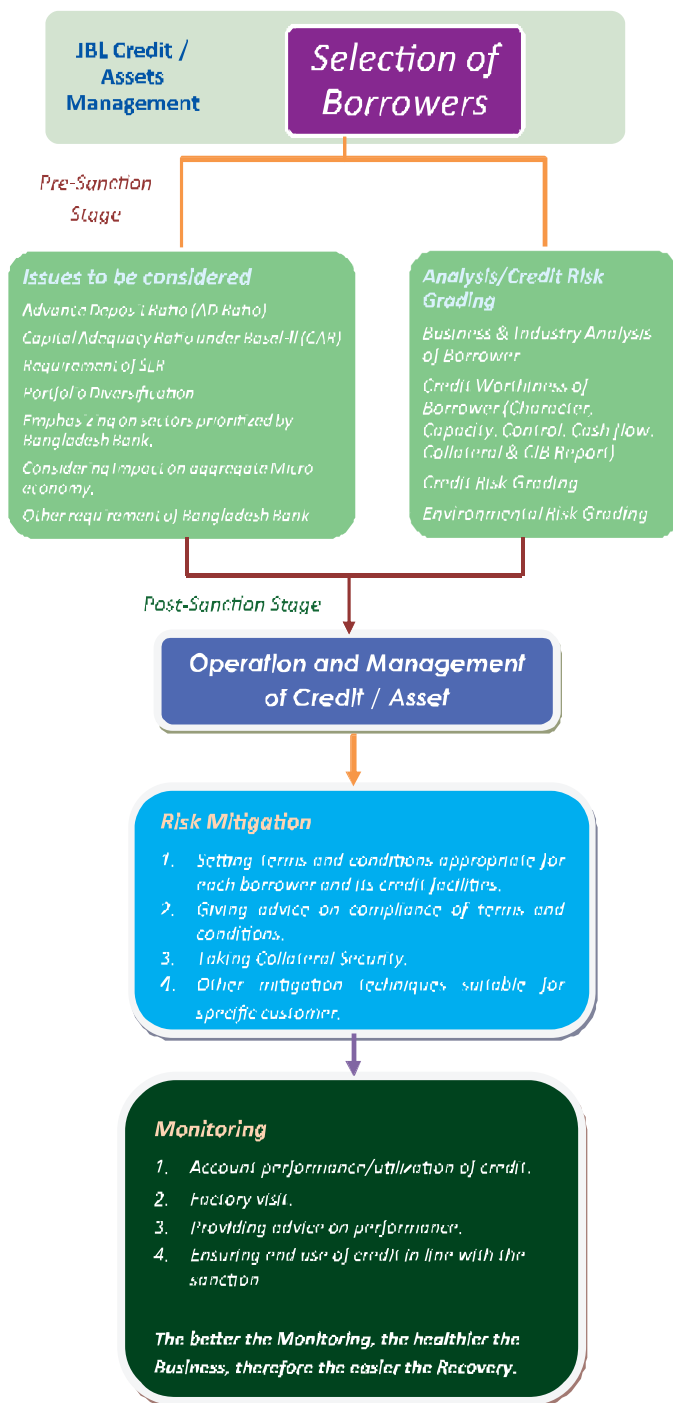 JBL Credit /
Assets
Management
Selection of
Borrowers
Pre-Sanction
Stage
Issues to be considered
Advance Deposit Ratio (AD Ratio)
Capital Adequacy Ratio under Basel-II (CAR)
Requirement of SLR
Portfolio Diversification
Emphasizing on sectors prioritized by
Bangladesh Bank.
Considering impact on aggregate Micro
economy.
Other requirement of Bangladesh Bank
Analysis/Credit Risk
Grading
Business & Industry Analysis
of Borrower
Credit Worthiness of
Borrower (Character,
Capacity, Control, Cash flow,
Collateral & CIB Report)
Credit Risk Grading
Environmental Risk Grading
Post-Sanction Stage
Operation and Management
of Credit / Asset
Risk Mitigation
1. Setting terms and conditions appropriate for
each borrower and its credit facilities.
2. Giving advice on compliance of terms and
conditions.
3. Taking Collateral Security.
4. Other mitigation techniques suitable for
specific customer.
Monitoring
1. Account performance/utilization of credit.
2. Factory visit.
3. Providing advice on performance.
4. Ensuring end use of credit in line with the
sanction
The better the Monitoring, the healthier the
Business, therefore the easier the Recovery.